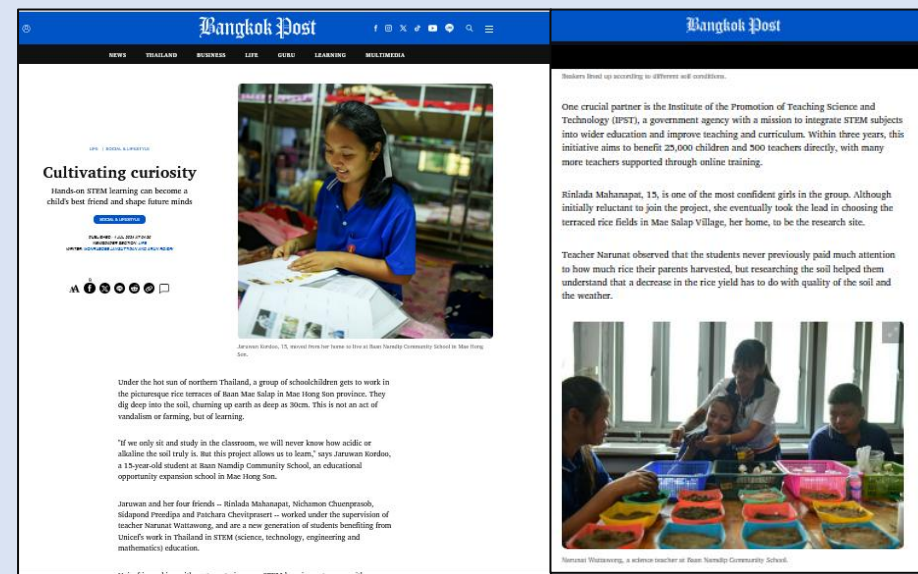 Bangkok Post
NEWS THAILAND BUSINESS LIFE GURU LEARNING MULTIMEDIA
LIFE | SOCIAL & LIFESTYLE
Cultivating curiosity
Hands-on STEM learning can become a
child's best friend and shape future minds
SOCIAL & LIFESTYLE
NEWSPAPER SECTION: LIFE
Jaruwan Kordoo, 15, moved from her home to live at Baan Namdip Community School in Mae Hong
Son.
Under the hot sun of northern Thailand, a group of schoolchildren gets to work in
the picturesque rice terraces of Baan Mae Salap in Mae Hong Son province. They
dig deep into the soil, churning up earth as deep as 30cm. This is not an act of
vandalism or farming, but of learning.
"If we only sit and study in the classroom, we will never know how acidic or
alkaline the soil truly is. But this project allows us to learn," says Jaruwan Kordoo,
a 15-year-old student at Baan Namdip Community School, an educational
opportunity expansion school in Mae Hong Son.
Jaruwan and her four friends -- Rinlada Mahanapat, Nichamon Chuenprasob,
Sidapond Preedipa and Patchara Chevitprasert -- worked under the supervision of
teacher Narunat Wattawong, and are a new generation of students benefiting from
Unicef's work in Thailand in STEM (science, technology, engineering and
mathematics) education.
Bangkok Post
Beakers lined up according to different soil conditions.
One crucial partner is the Institute of the Promotion of Teaching Science and
Technology (IPST), a government agency with a mission to integrate STEM subjects
into wider education and improve teaching and curriculum. Within three years, this
initiative aims to benefit 25,000 children and 500 teachers directly, with many
more teachers supported through online training.
Rinlada Mahanapat, 15, is one of the most confident girls in the group. Although
initially reluctant to join the project, she eventually took the lead in choosing the
terraced rice fields in Mae Salap Village, her home, to be the research site.
Teacher Narunat observed that the students never previously paid much attention
to how much rice their parents harvested, but researching the soil helped them
understand that a decrease in the rice yield has to do with quality of the soil and
the weather.
Narunat Wattawong, a science teacher at Baan Namdip Community School.